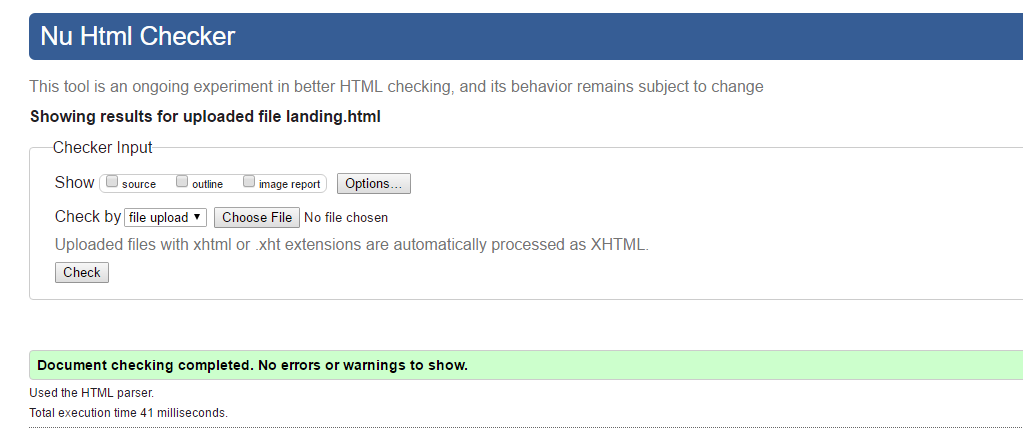 Nu Html Checker
This tool is an ongoing experiment in better HTML checking, and its behavior remains subject to change
Showing results for uploaded file landing.html
Checker Input
Show source outline image report Options...
Check by file upload Choose File No file chosen
Uploaded files with xhtml or .xht extensions are automatically processed as XHTML.
Check
Document checking completed. No errors or warnings to show.
Used the HTML parser.
Total execution time 41 milliseconds.